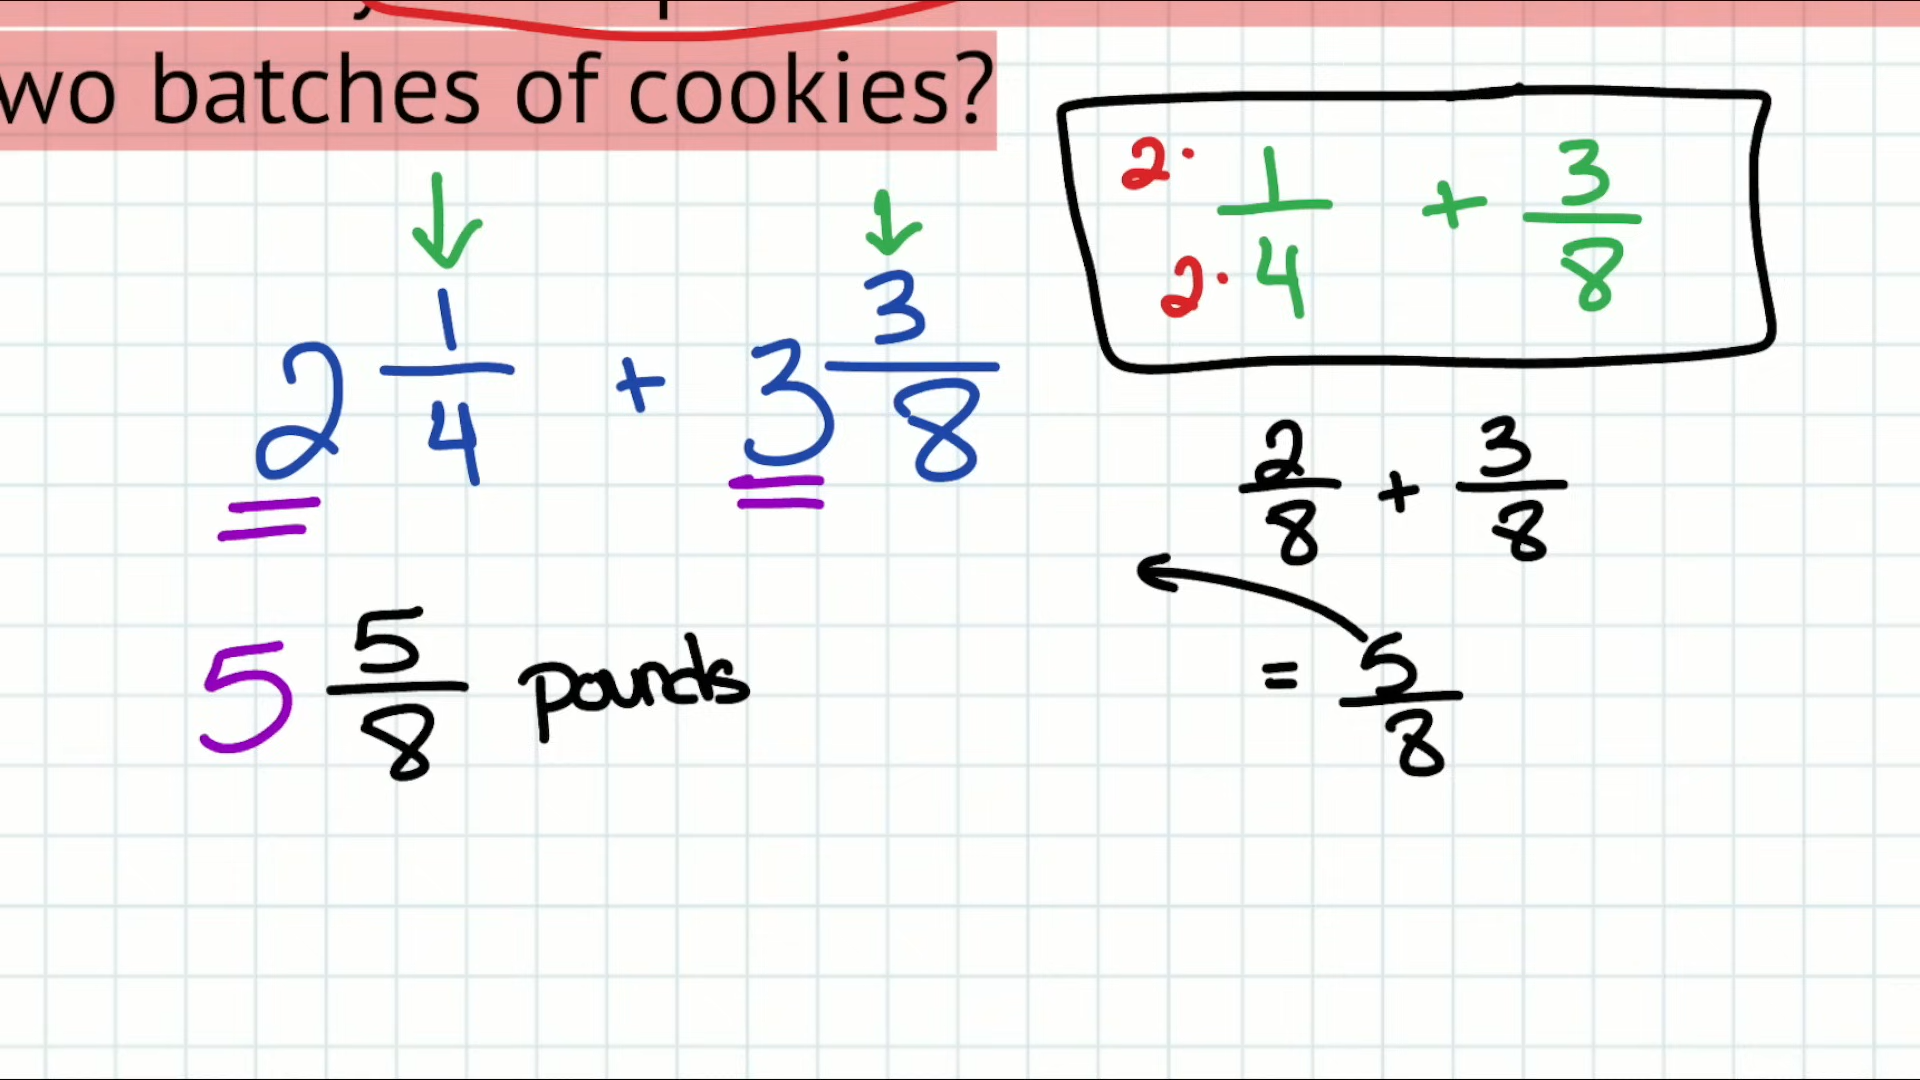 wo batches of cookies?
2 1/4 + 3 3/8
2· 1/2· 4 + 3/8
2/8 + 3/8
= 5/8
5 5/8 pounds